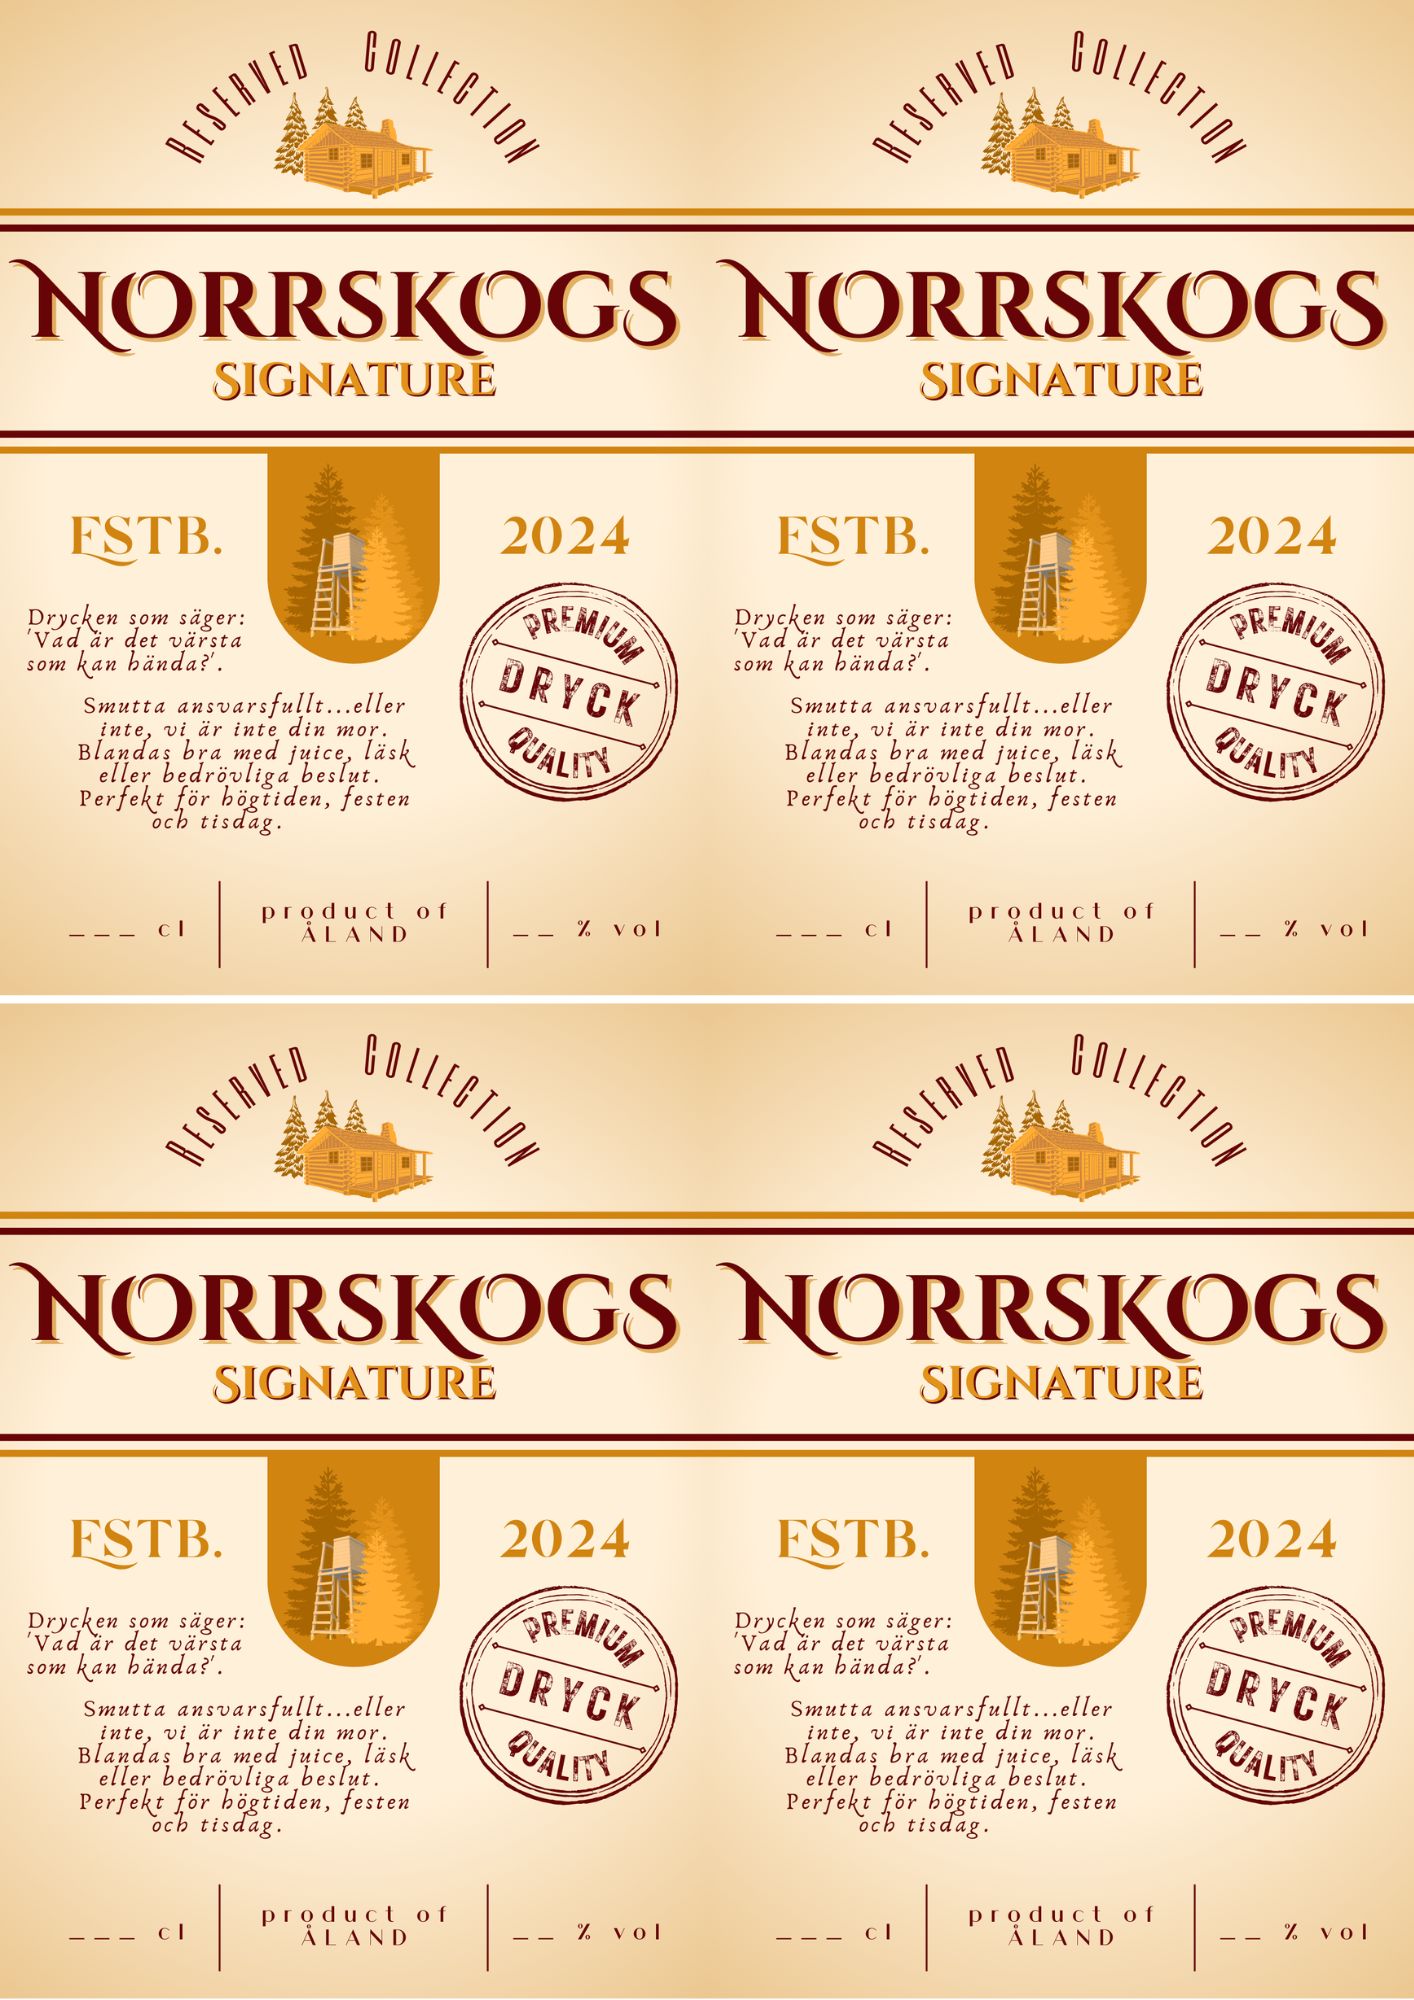 RESERVED COLLECTION
NORRSKOGS
SIGNATURE
ESTB. 2024
Drycken som säger:
'Vad är det värsta
som kan hända?'.
Smutta ansvarsfullt...eller
inte, vi är inte din mor.
Blandas bra med juice, läsk
eller bedrövliga beslut.
Perfekt för högtiden, festen
och tisdag.
PREMIUM
DRYCK
QUALITY
___ cl
product of
ÅLAND
__ % vol
RESERVED COLLECTION
NORRSKOGS
SIGNATURE
ESTB. 2024
Drycken som säger:
'Vad är det värsta
som kan hända?'.
Smutta ansvarsfullt...eller
inte, vi är inte din mor.
Blandas bra med juice, läsk
eller bedrövliga beslut.
Perfekt för högtiden, festen
och tisdag.
PREMIUM
DRYCK
QUALITY
___ cl
product of
ÅLAND
__ % vol
RESERVED COLLECTION
NORRSKOGS
SIGNATURE
ESTB. 2024
Drycken som säger:
'Vad är det värsta
som kan hända?'.
Smutta ansvarsfullt...eller
inte, vi är inte din mor.
Blandas bra med juice, läsk
eller bedrövliga beslut.
Perfekt för högtiden, festen
och tisdag.
PREMIUM
DRYCK
QUALITY
___ cl
product of
ÅLAND
__ % vol
RESERVED COLLECTION
NORRSKOGS
SIGNATURE
ESTB. 2024
Drycken som säger:
'Vad är det värsta
som kan hända?'.
Smutta ansvarsfullt...eller
inte, vi är inte din mor.
Blandas bra med juice, läsk
eller bedrövliga beslut.
Perfekt för högtiden, festen
och tisdag.
PREMIUM
DRYCK
QUALITY
___ cl
product of
ÅLAND
__ % vol